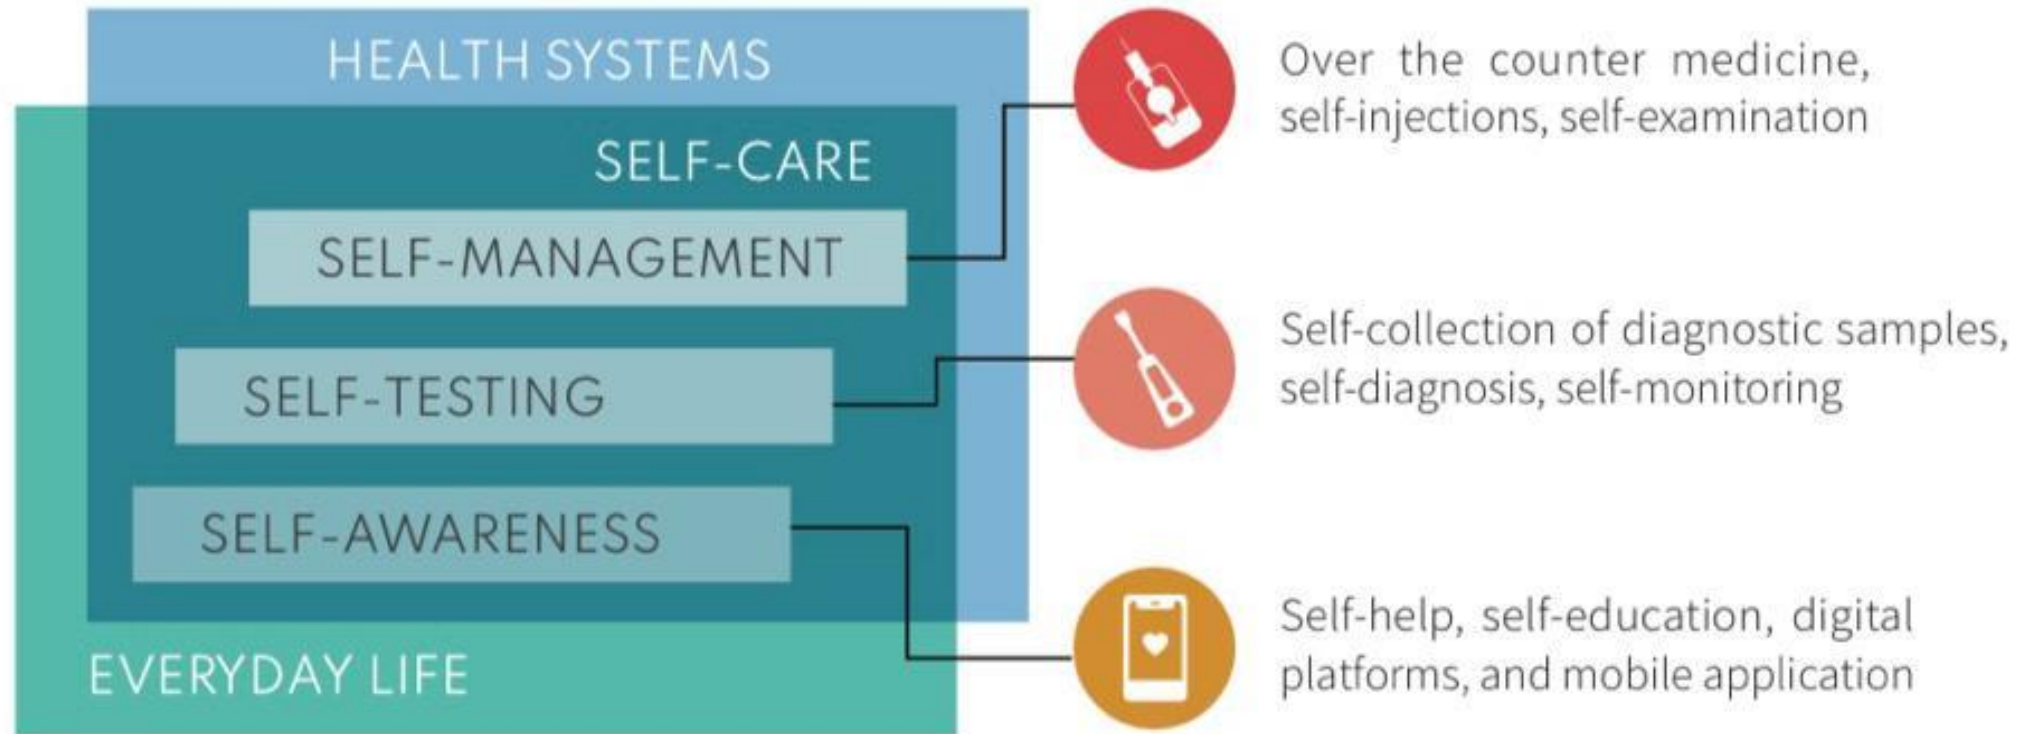 HEALTH SYSTEMS
SELF-CARE
SELF-MANAGEMENT
SELF-TESTING
SELF-AWARENESS
EVERYDAY LIFE
Over the counter medicine,
self-injections, self-examination
Self-collection of diagnostic samples,
self-diagnosis, self-monitoring
Self-help, self-education, digital
platforms, and mobile application